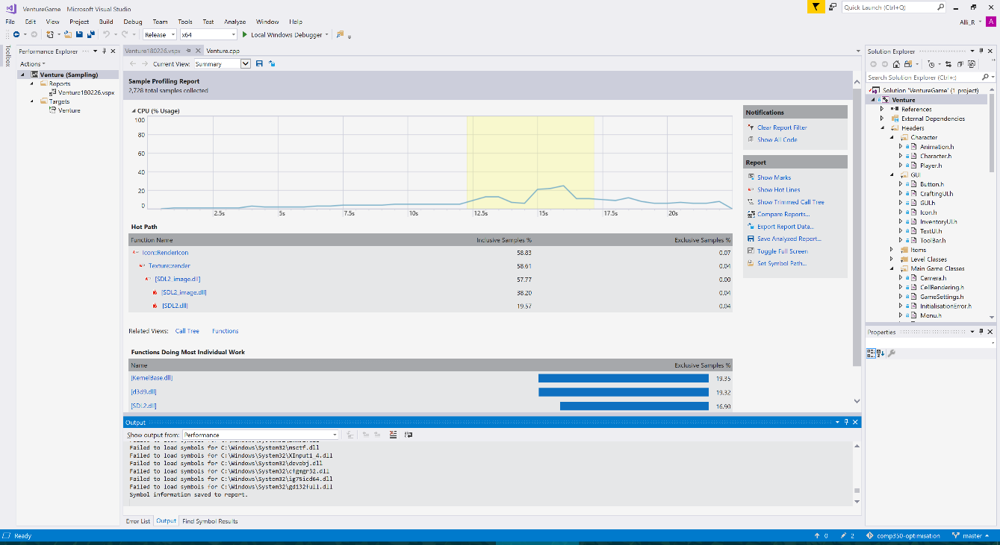 VentureGame - Microsoft Visual Studio
Quick Launch (Ctrl+Q)
File Edit View Project Build Debug Team Tools Test Analyze Window Help
Alli_R A
Release x64 Local Windows Debugger
Toolbox
Performance Explorer
Actions
Venture (Sampling)
Reports
Venture180226.vspx
Targets
Venture
Venture180226.vspx Venture.cpp
Current View: Summary
Sample Profiling Report
2,728 total samples collected
CPU (% Usage)
100
80
60
40
20
0
2.5s 5s 7.5s 10s 12.5s 15s 17.5s 20s
Hot Path
Function Name Inclusive Samples % Exclusive Samples %
Icon::RenderIcon 58.83 0.07
Texture::render 58.61 0.04
[SDL2_image.dll] 57.77 0.00
[SDL2_image.dll] 38.20 0.04
[SDL2.dll] 19.57 0.04
Related Views: Call Tree Functions
Functions Doing Most Individual Work
Name Exclusive Samples %
[KernelBase.dll] 19.35
[d3d9.dll] 19.32
[SDL2.dll] 16.90
Notifications
Clear Report Filter
Show All Code
Report
Show Marks
Show Hot Lines
Show Trimmed Call Tree
Compare Reports...
Export Report Data...
Save Analyzed Report...
Toggle Full Screen
Set Symbol Path...
Output
Show output from: Performance
Failed to load symbols for C:\Windows\System32\msctf.dll
Failed to load symbols for C:\Windows\System32\XInput1_4.dll
Failed to load symbols for C:\Windows\System32\devobj.dll
Failed to load symbols for C:\Windows\System32\cfgmgr32.dll
Failed to load symbols for C:\Windows\System32\ig75icd64.dll
Failed to load symbols for C:\Windows\System32\gdi32full.dll
Symbol information saved to report.
Error List Output Find Symbol Results
Solution Explorer
Search Solution Explorer (Ctrl+;)
Solution 'VentureGame' (1 project)
Venture
References
External Dependencies
Headers
Character
Animation.h
Character.h
Player.h
GUI
Button.h
CraftingUI.h
GUI.h
Icon.h
InventoryUI.h
TextUI.h
ToolBar.h
Items
Level Classes
Main Game Classes
Camera.h
CellRendering.h
GameSettings.h
InitialisationError.h
Menu.h
Properties
Ready
0 2 comp350-optimisation master